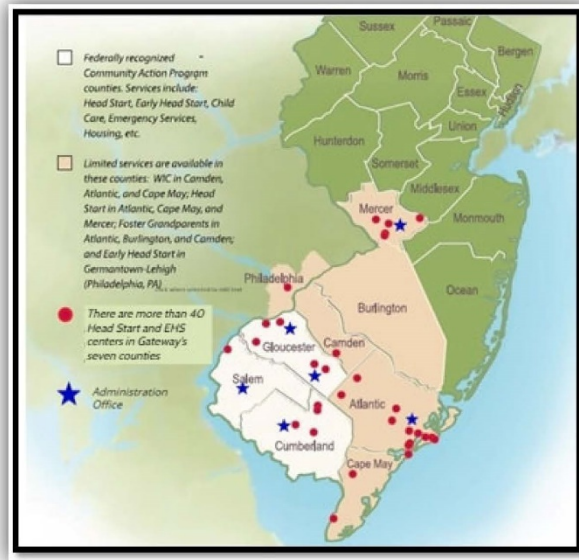 Federally recognized
Community Action Program
counties. Services include:
Head Start, Early Head Start, Child
Care, Emergency Services,
Housing, etc.
Limited services are available in
these counties: WIC in Camden,
Atlantic, and Cape May; Head
Start in Atlantic, Cape May, and
Mercer; Foster Grandparents in
Atlantic, Burlington, and Camden;
and Early Head Start in
Germantown-Lehigh
(Philadelphia, PA)
There are more than 40
Head Start and EHS
centers in Gateway's
seven counties
Administration
Office
Sussex
Passaic
Bergen
Warren
Morris
Essex
Hudson
Union
Hunterdon
Somerset
Middlesex
Mercer
Monmouth
Ocean
Philadelphia
Burlington
Camden
Gloucester
Salem
Atlantic
Cumberland
Cape May